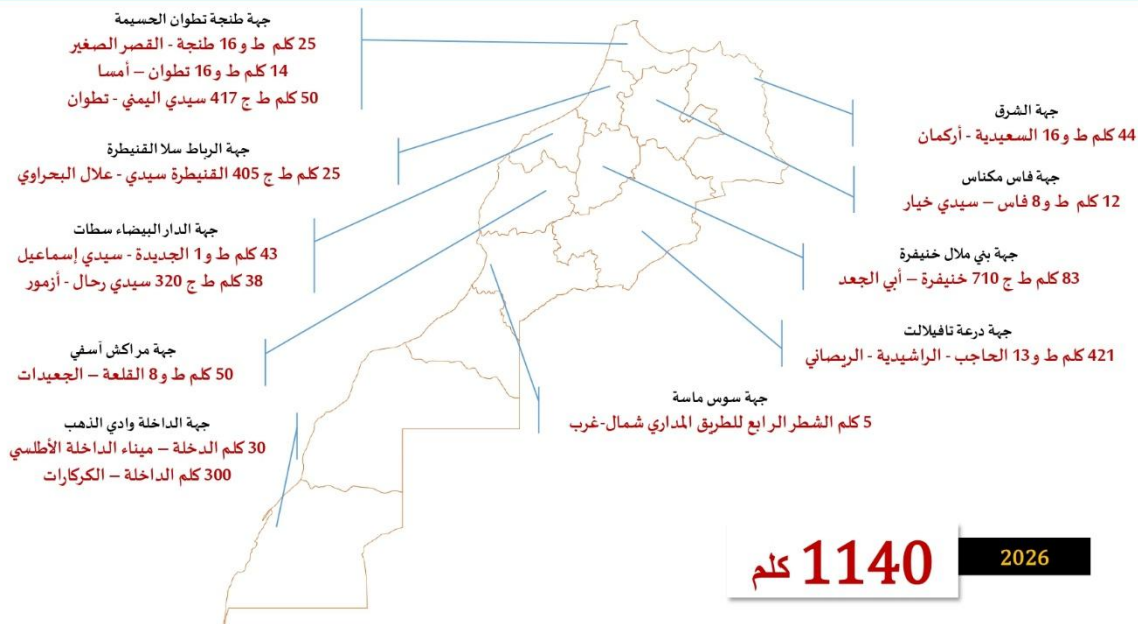 جهة طنجة تطوان الحسيمة
25 كلم ط و16 طنجة - القصر الصغير
14 كلم ط و16 تطوان – أمسا
50 كلم ط ج 417 سيدي اليمني - تطوان
جهة الشرق
44 كلم ط و16 السعيدية - أركمان
جهة الرباط سلا القنيطرة
25 كلم ط ج 405 القنيطرة سيدي - علال البحراوي
جهة فاس مكناس
12 كلم ط و8 فاس – سيدي خيار
جهة الدار البيضاء سطات
43 كلم ط و1 الجديدة - سيدي إسماعيل
38 كلم ط ج 320 سيدي رحال - أزمور
جهة بني ملال خنيفرة
83 كلم ط ج 710 خنيفرة – أبي الجعد
جهة درعة تافيلالت
421 كلم ط و13 الحاجب - الراشيدية - الريصاني
جهة مراكش أسفي
50 كلم ط و8 القلعة – الجعيدات
جهة سوس ماسة
5 كلم الشطر الرابع للطريق المداري شمال-غرب
جهة الداخلة وادي الذهب
30 كلم الدخلة – ميناء الداخلة الأطلسي
300 كلم الداخلة – الكركارات
1140 كلم
2026